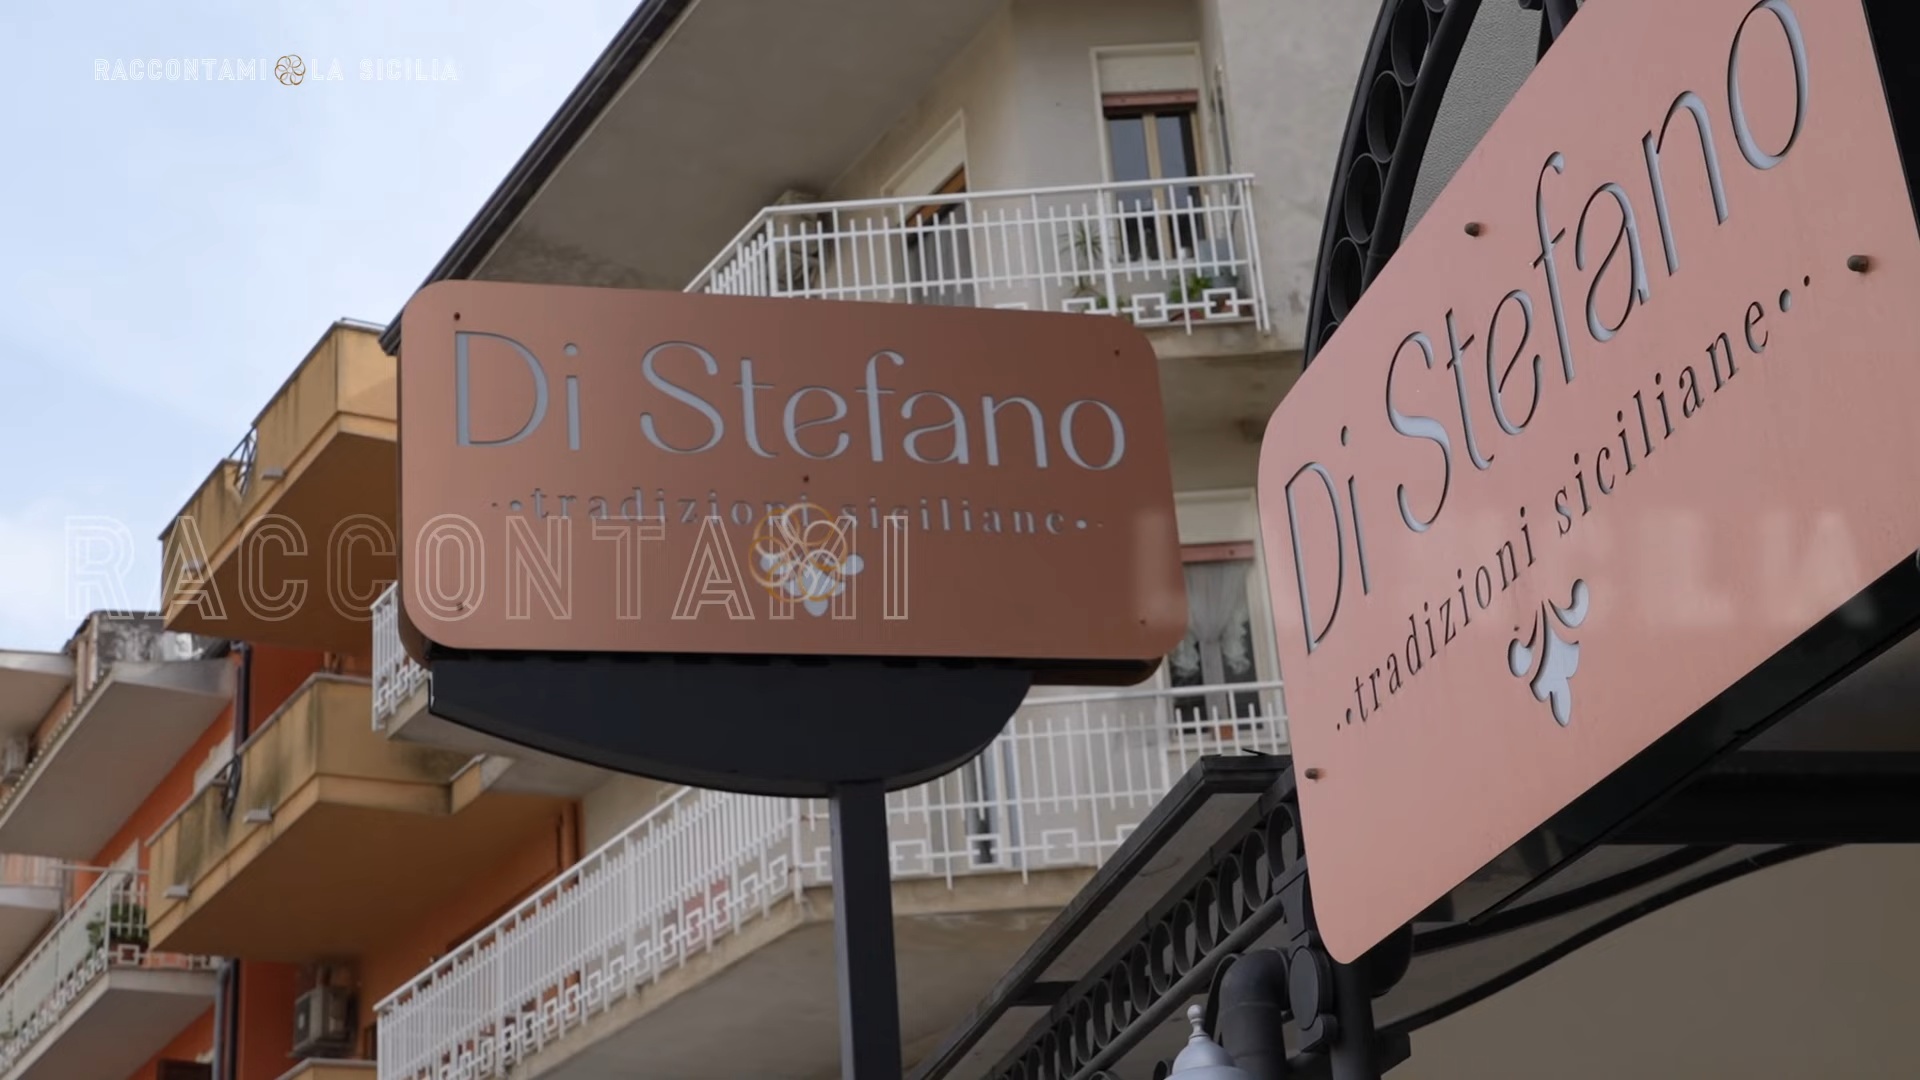 RACCONTAMI LA SICILIA
Di Stefano
tradizioni siciliane
RACCONTAMI
Di Stefano
tradizioni siciliane